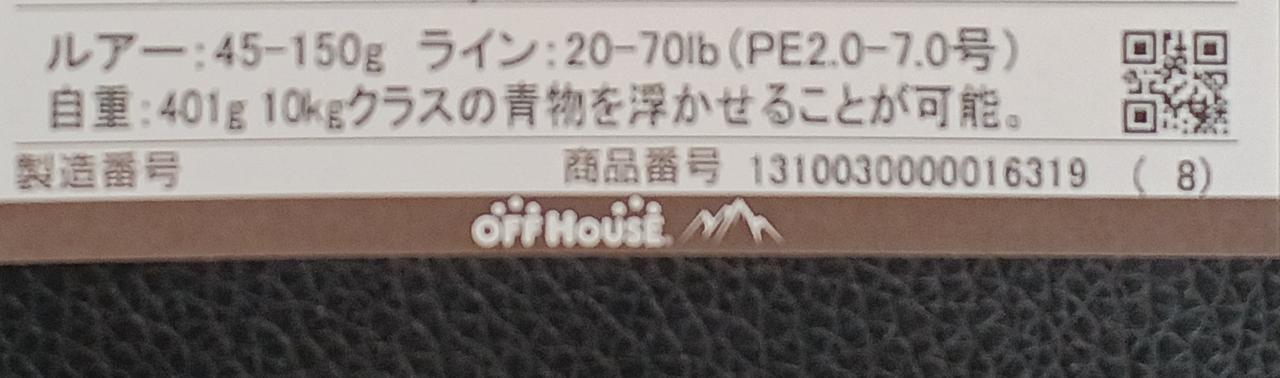 ルアー:45-150g ライン:20-70lb(PE2.0-7.0号)
自重:401g 10kgクラスの青物を浮かせることが可能。
製造番号 商品番号 1310030000016319 ( 8)
OFF HOUSE